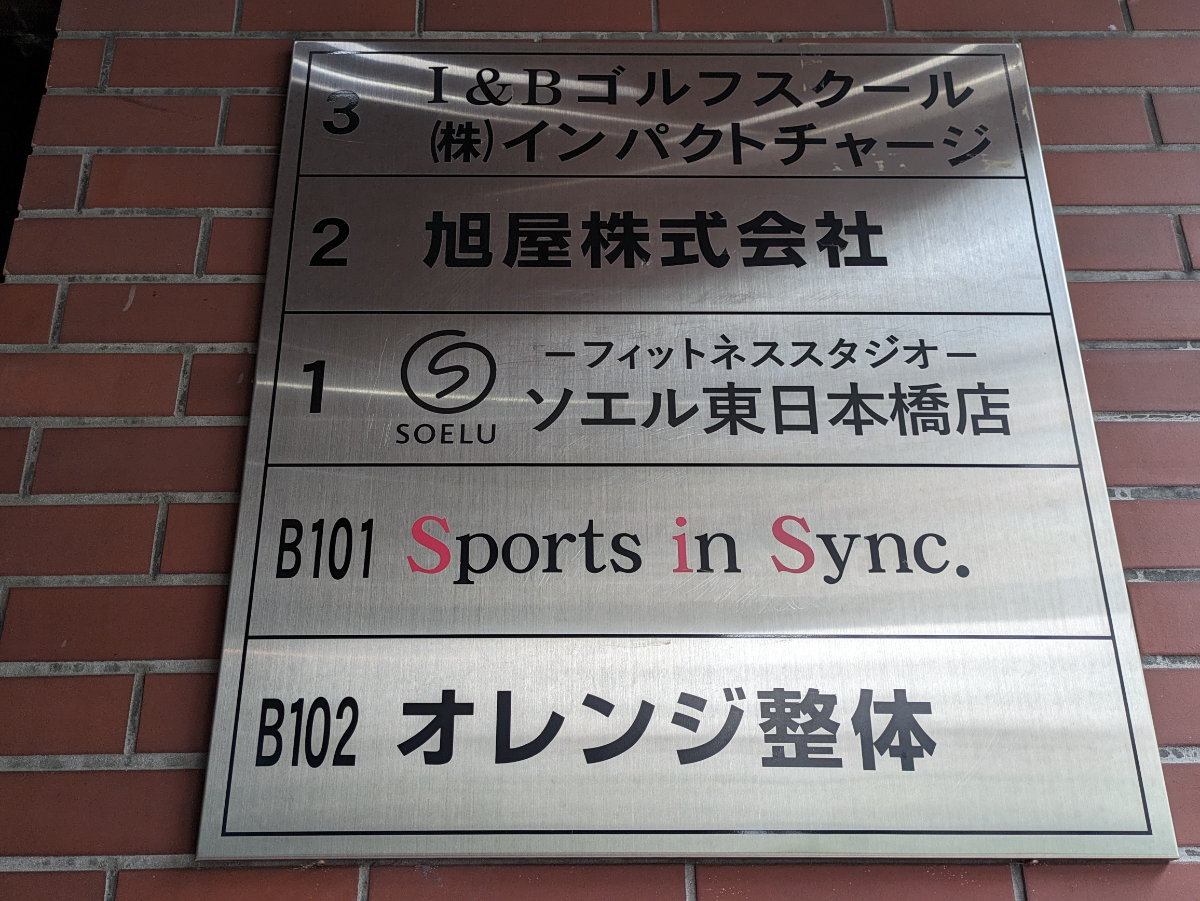 3 I&Bゴルフスクール
(株)インパクトチャージ
2 旭屋株式会社
1 ーフィットネススタジオー
SOELU ソエル東日本橋店
B101 Sports in Sync.
B102 オレンジ整体